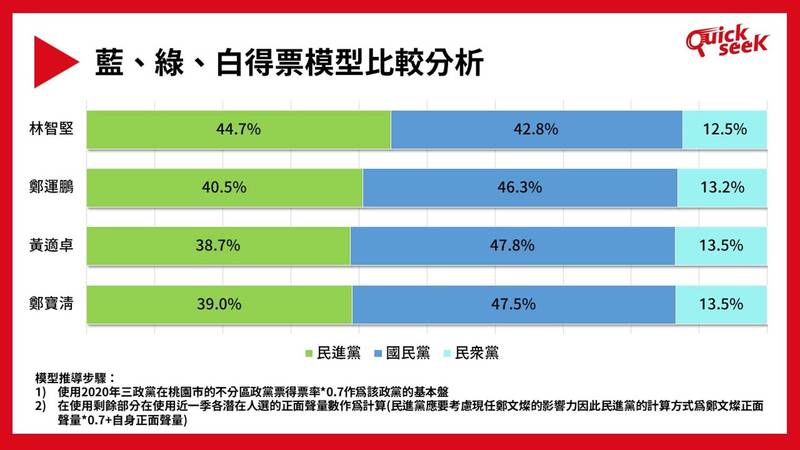 Quick
seeK
藍、綠、白得票模型比較分析
林智堅 44.7% 42.8% 12.5%
鄭運鵬 40.5% 46.3% 13.2%
黃適卓 38.7% 47.8% 13.5%
鄭寶清 39.0% 47.5% 13.5%
民進黨 國民黨 民眾黨
模型推導步驟：
1) 使用2020年三政黨在桃園市的不分區政黨票得票率*0.7作爲該政黨的基本盤
2) 在使用剩餘部分在使用近一季各潛在人選的正面聲量數作爲計算(民進黨應要考慮現任鄭文燦的影響力因此民進黨的計算方式爲鄭文燦正面
聲量*0.7+自身正面聲量)